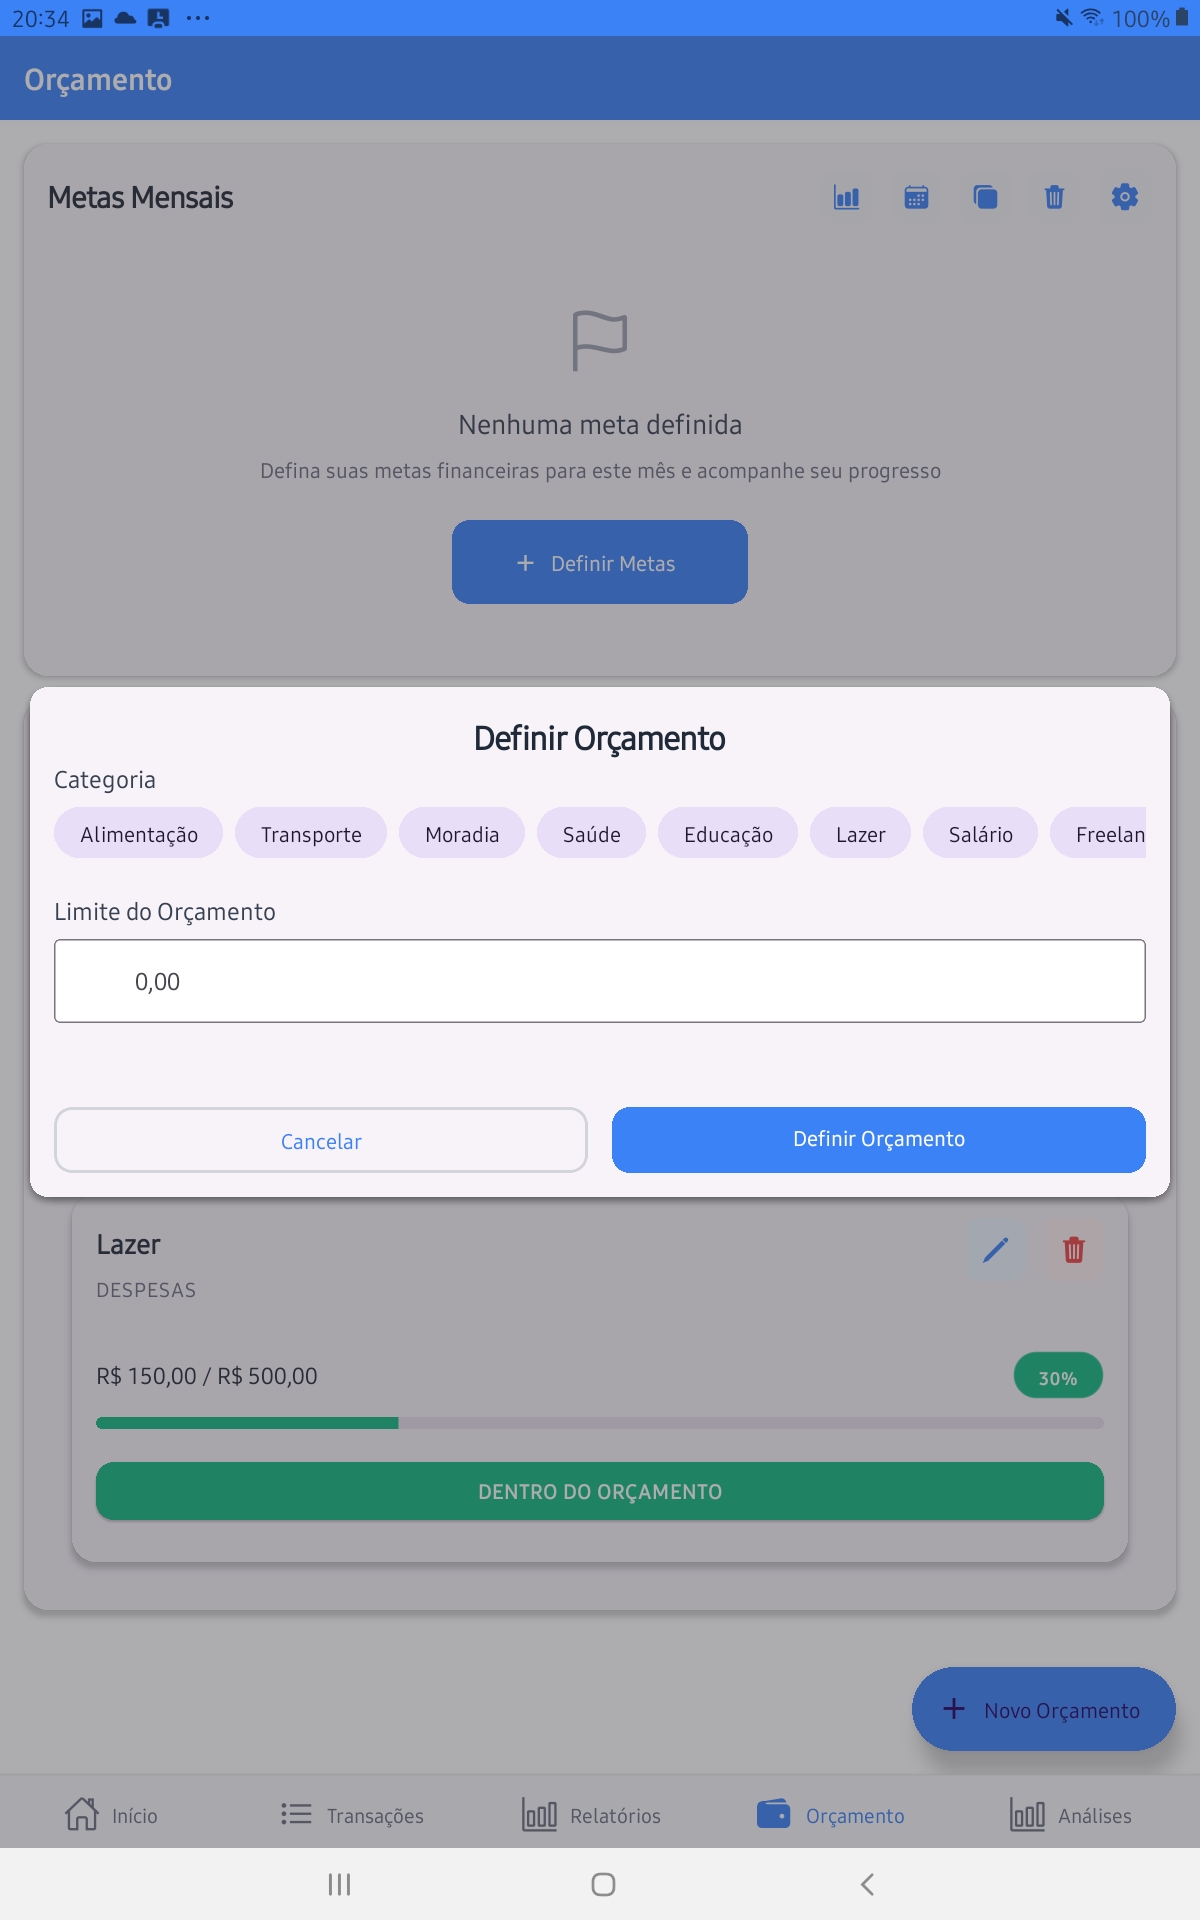 20:34
100%
Orçamento
Metas Mensais
Nenhuma meta definida
Defina suas metas financeiras para este mês e acompanhe seu progresso
+ Definir Metas
Definir Orçamento
Categoria
Alimentação Transporte Moradia Saúde Educação Lazer Salário Freelan
Limite do Orçamento
0,00
Cancelar Definir Orçamento
Lazer
DESPESAS
R$ 150,00 / R$ 500,00 30%
DENTRO DO ORÇAMENTO
+ Novo Orçamento
Início Transações Relatórios Orçamento Análises